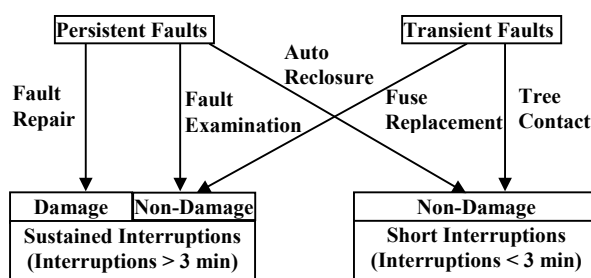 Persistent Faults
Transient Faults
Auto
Reclosure
Fault
Repair
Fault
Examination
Fuse
Replacement
Tree
Contact
Damage
Non-Damage
Sustained Interruptions
(Interruptions > 3 min)
Non-Damage
Short Interruptions
(Interruptions < 3 min)